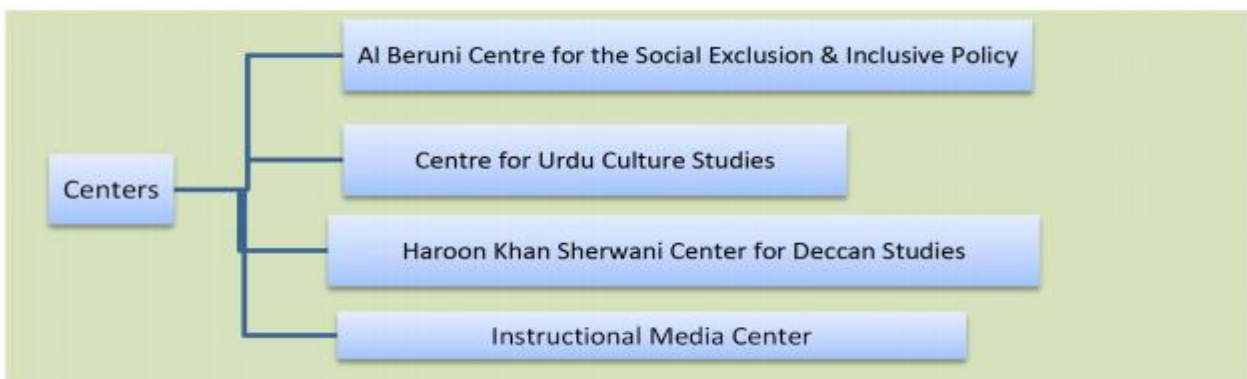 Al Beruni Centre for the Social Exclusion & Inclusive Policy
Centre for Urdu Culture Studies
Centers
Haroon Khan Sherwani Center for Deccan Studies
Instructional Media Center